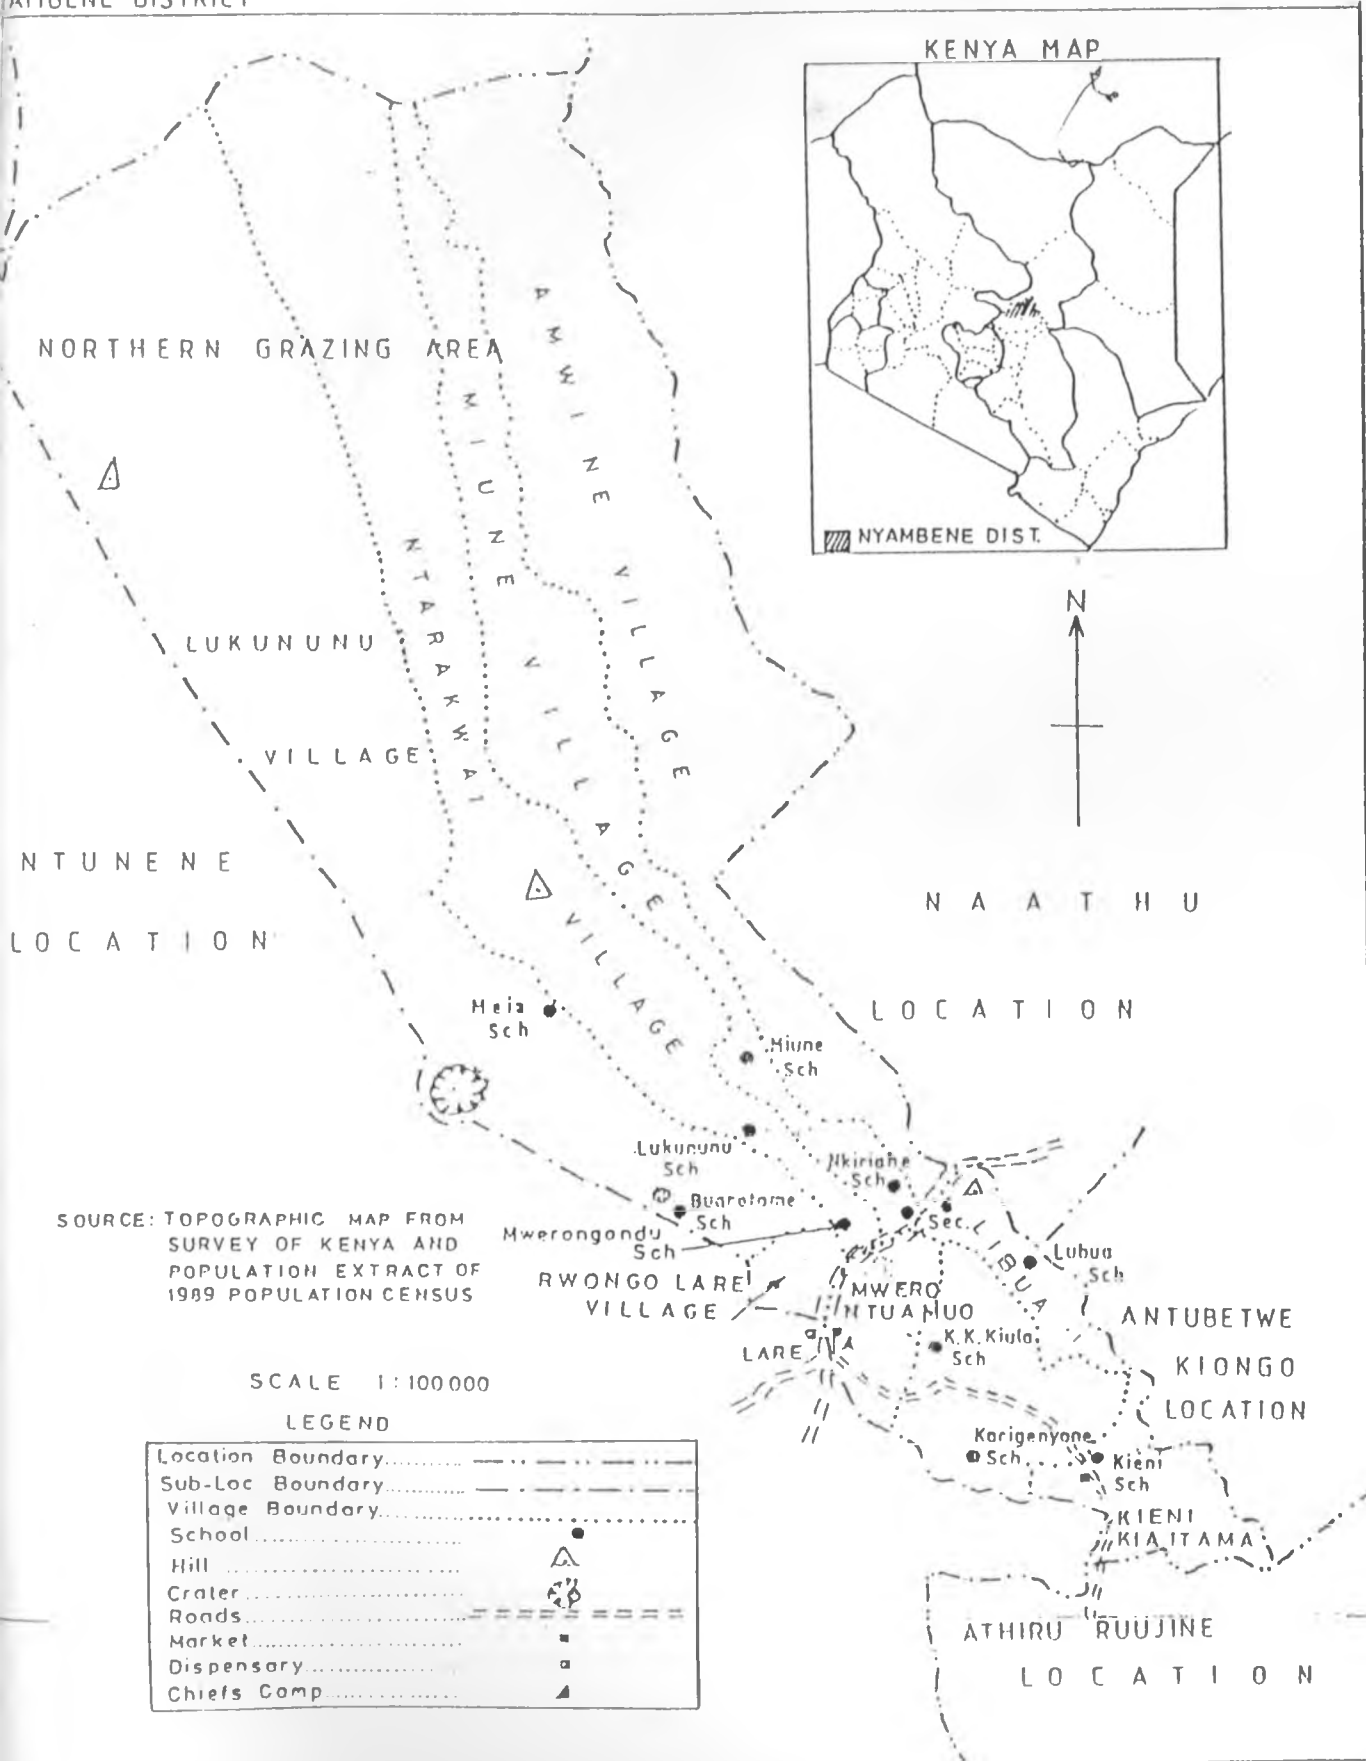 KENYA MAP
NYAMBENE DIST.
N
NORTHERN GRAZING AREA
AMWINE VILLAGE
MIUNE VILLAGE
NTARAKWAI VILLAGE
LUKUNUNU
VILLAGE
NTUNENE
LOCATION
NAATHU
LOCATION
Meia
Sch
Miune
Sch
Lukununu
Sch
Nkiriahe
Sch
Sec.
LIBUA
Buarotome
Sch
Mwerongandu
Sch
Lubua
Sch
RWONGO LARE
VILLAGE
MWERO
NTUAMUO
LARE
K.K. Kiula
Sch
ANTUBETWE
KIONGO
LOCATION
Karigenyone
Sch
Kieni
Sch
KIENI
KIAITAMA
ATHIRU RUUJINE
LOCATION
SOURCE: TOPOGRAPHIC MAP FROM
SURVEY OF KENYA AND
POPULATION EXTRACT OF
1989 POPULATION CENSUS
SCALE 1:100000
LEGEND
Location Boundary
Sub-Loc Boundary
Village Boundary
School
Hill
Crater
Roads
Market
Dispensary
Chiefs Camp